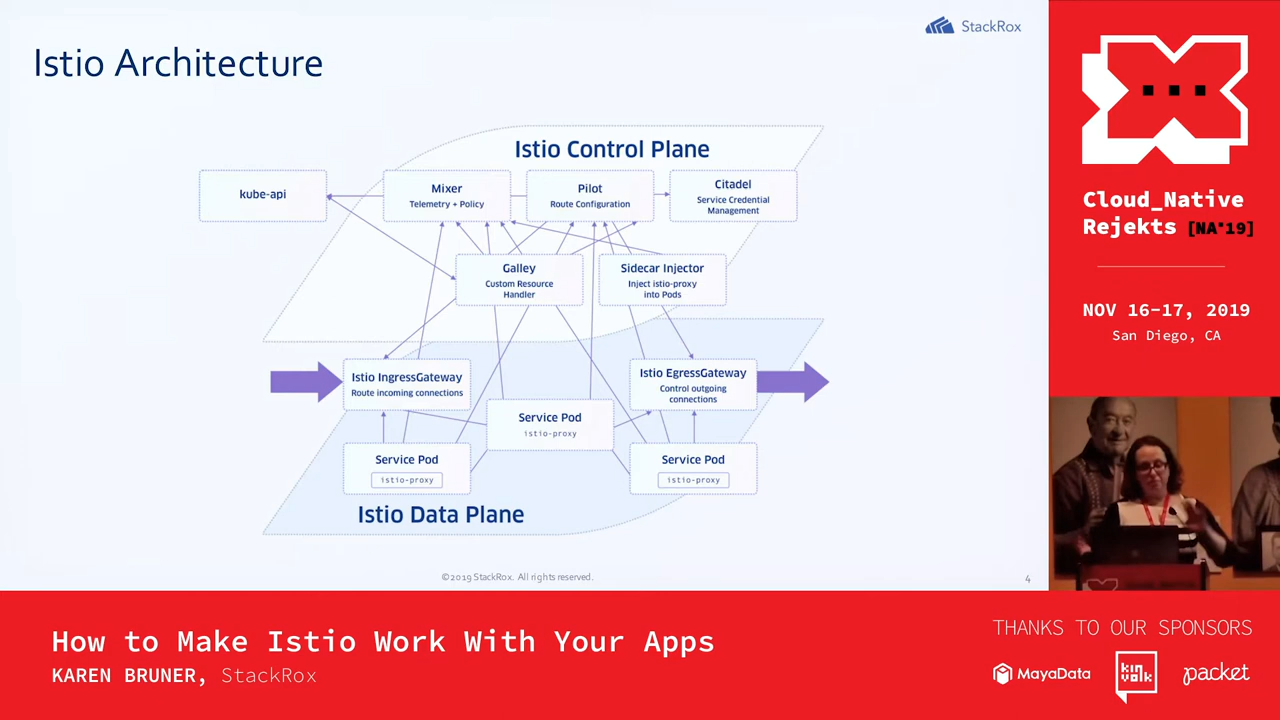 StackRox
Istio Architecture
Istio Control Plane
kube-api
Mixer
Telemetry + Policy
Pilot
Route Configuration
Citadel
Service Credential
Management
Galley
Custom Resource
Handler
Sidecar Injector
Inject istio-proxy
into Pods
Istio IngressGateway
Route incoming connections
Istio EgressGateway
Control outgoing
connections
Service Pod
istio-proxy
Service Pod
istio-proxy
Service Pod
istio-proxy
Istio Data Plane
©2019 StackRox. All rights reserved.
4
Cloud_Native
Rejekts [NA'19]
NOV 16-17, 2019
San Diego, CA
How to Make Istio Work With Your Apps
KAREN BRUNER, StackRox
THANKS TO OUR SPONSORS
MayaData
kinvolk
packet